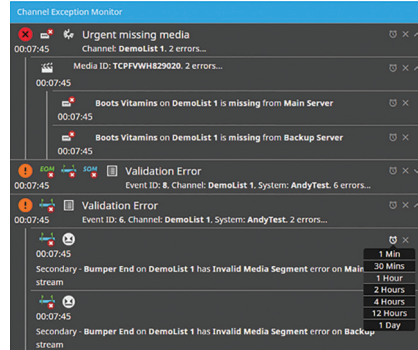 Channel Exception Monitor
Urgent missing media
00:07:45
Channel: DemoList 1. 2 errors...
Media ID: TCPFVWH829020. 2 errors...
00:07:45
Boots Vitamins on DemoList 1 is missing from Main Server
00:07:45
Boots Vitamins on DemoList 1 is missing from Backup Server
00:07:45
EOM SOM Validation Error
00:07:45
Event ID: 8, Channel: DemoList 1, System: AndyTest. 6 errors...
Validation Error
00:07:45
Event ID: 6, Channel: DemoList 1, System: AndyTest. 2 errors...
00:07:45
Secondary - Bumper End on DemoList 1 has Invalid Media Segment error on Main
stream
1 Min
30 Mins
1 Hour
2 Hours
4 Hours
12 Hours
1 Day
00:07:45
Secondary - Bumper End on DemoList 1 has Invalid Media Segment error on Backup
stream